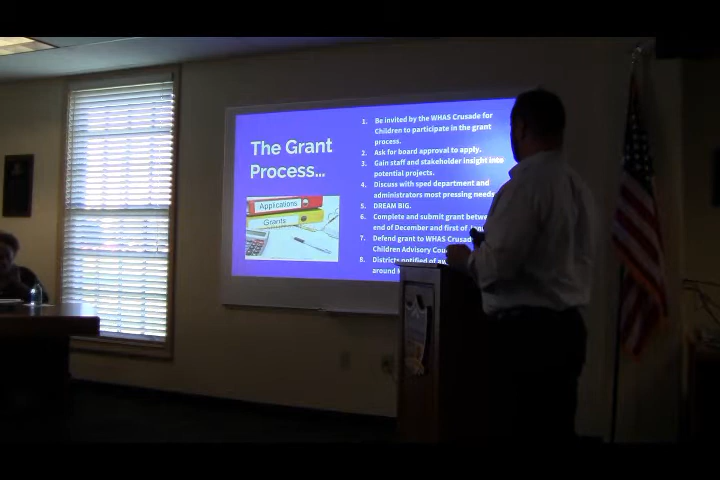 The Grant
Process...
Applications
Grants
1. Be invited by the WHAS Crusade for
Children to participate in the grant
process.
2. Ask for board approval to apply.
3. Gain staff and stakeholder insight into
potential projects.
4. Discuss with sped department and
administrators most pressing needs
5. DREAM BIG.
6. Complete and submit grant
end of December and first of
7. Defend grant to WHAS
Children Advisory
8. Districts notified of
around